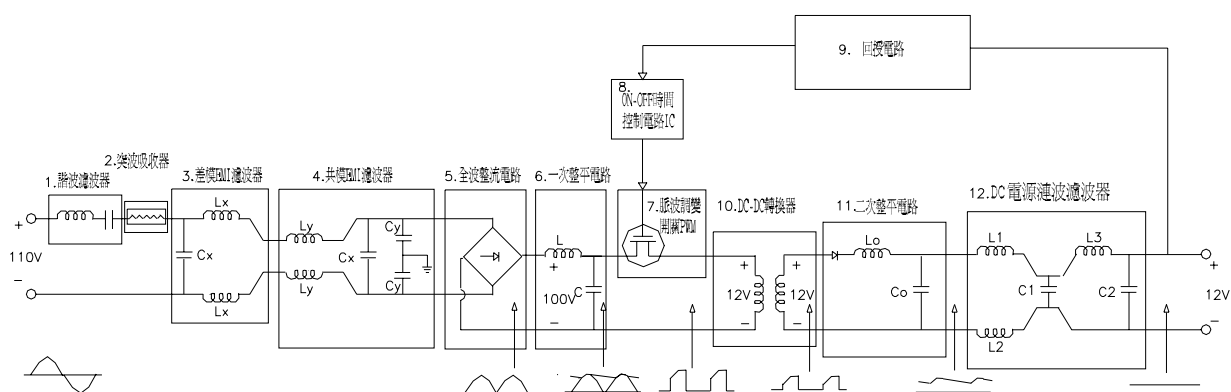 9. 回授電路
8.
ON-OFF時間
控制電路IC
2.突波吸收器
1.諧波濾波器
3.差模EMI濾波器
4.共模EMI濾波器
5.全波整流電路
6.一次整平電路
7.脈波調變
開關PWM
10.DC-DC轉換器
11.二次整平電路
12.DC電源漣波濾波器
+
110V
-
Lx
Cx
Lx
Ly
Ly
Cx
Cy
Cy
L
+
100V
-
C
+
12V
-
+
12V
-
Lo
Co
L1
L2
C1
L3
C2
+
12V
-